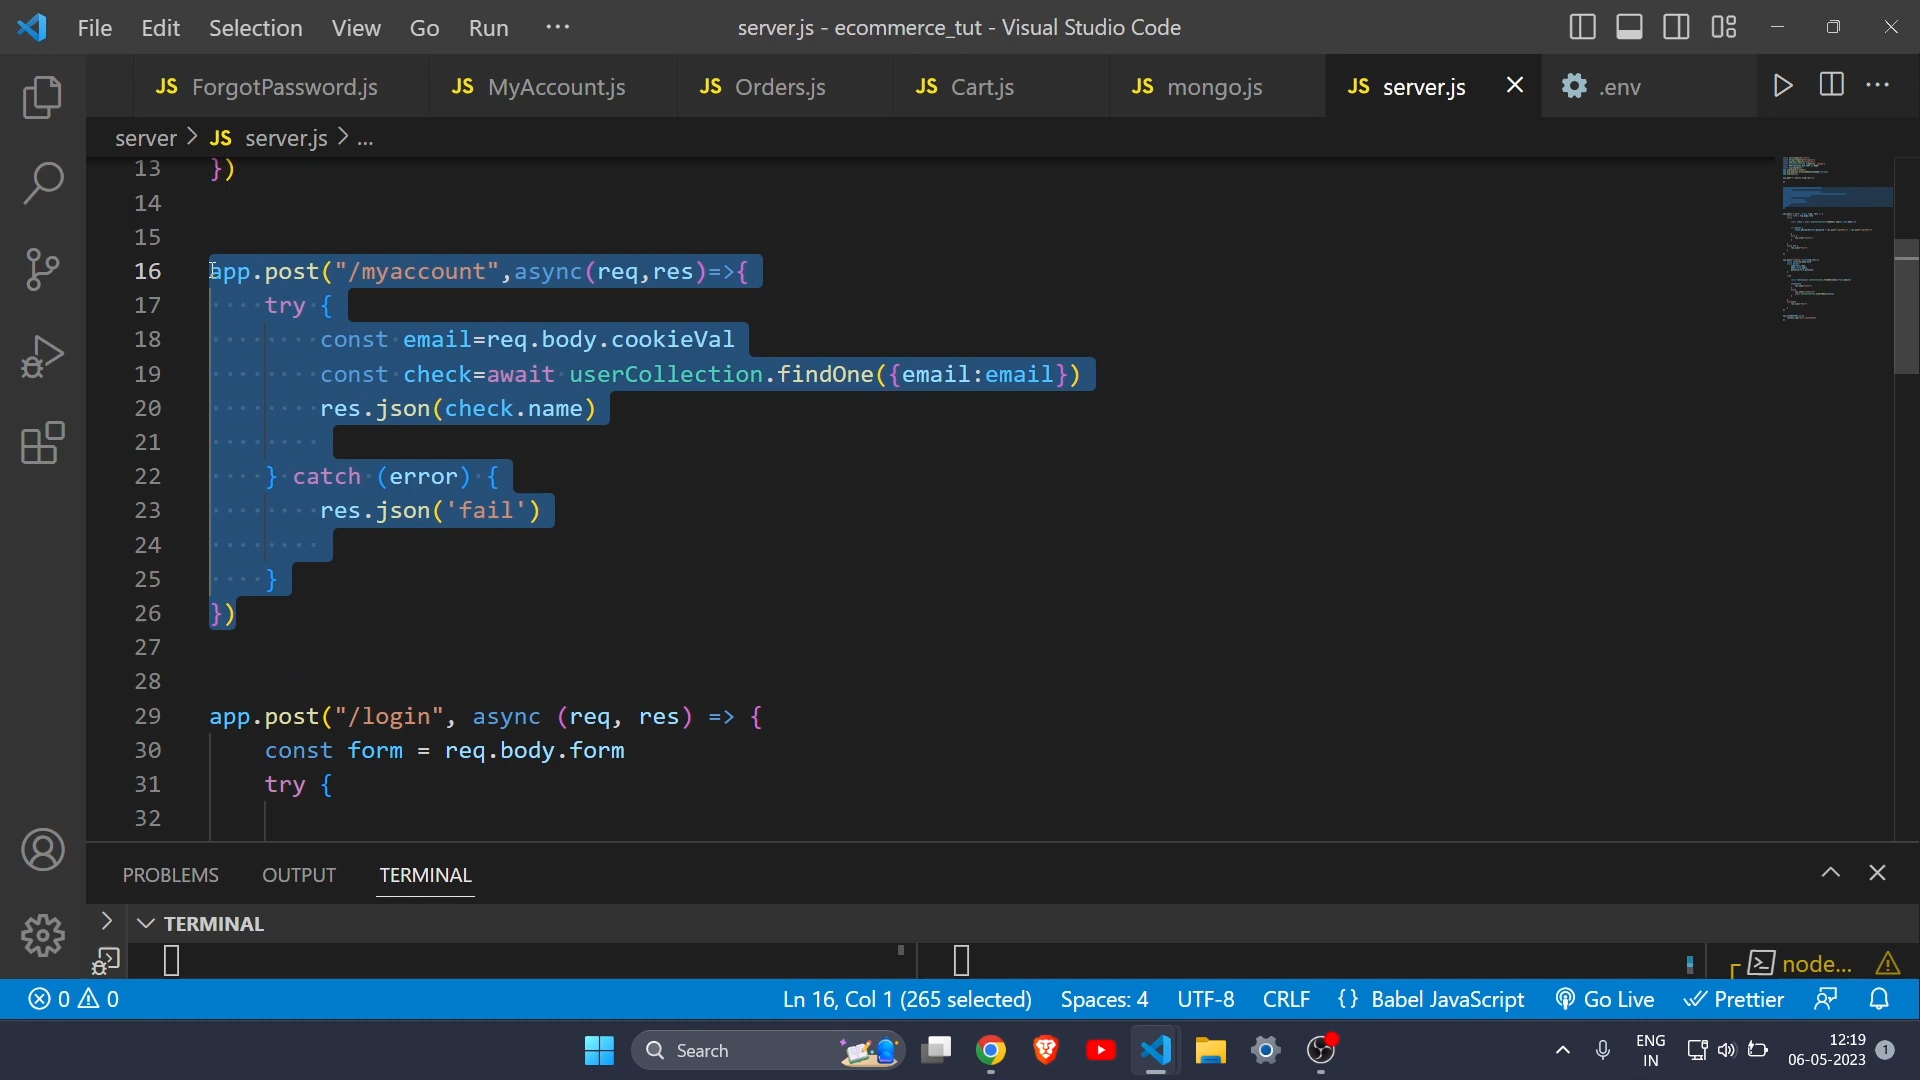 File Edit Selection View Go Run ··· server.js - ecommerce_tut - Visual Studio Code
JS ForgotPassword.js JS MyAccount.js JS Orders.js JS Cart.js JS mongo.js JS server.js .env
server > JS server.js > ...
13 })
14
15
16 app.post("/myaccount",async(req,res)=>{
17 try {
18 const email=req.body.cookieVal
19 const check=await userCollection.findOne({email:email})
20 res.json(check.name)
21
22 } catch (error) {
23 res.json('fail')
24
25 }
26 })
27
28
29 app.post("/login", async (req, res) => {
30 const form = req.body.form
31 try {
32
PROBLEMS OUTPUT TERMINAL
TERMINAL
node...
0 0 Ln 16, Col 1 (265 selected) Spaces: 4 UTF-8 CRLF {} Babel JavaScript Go Live Prettier
Search ENG IN 12:19 06-05-2023 1